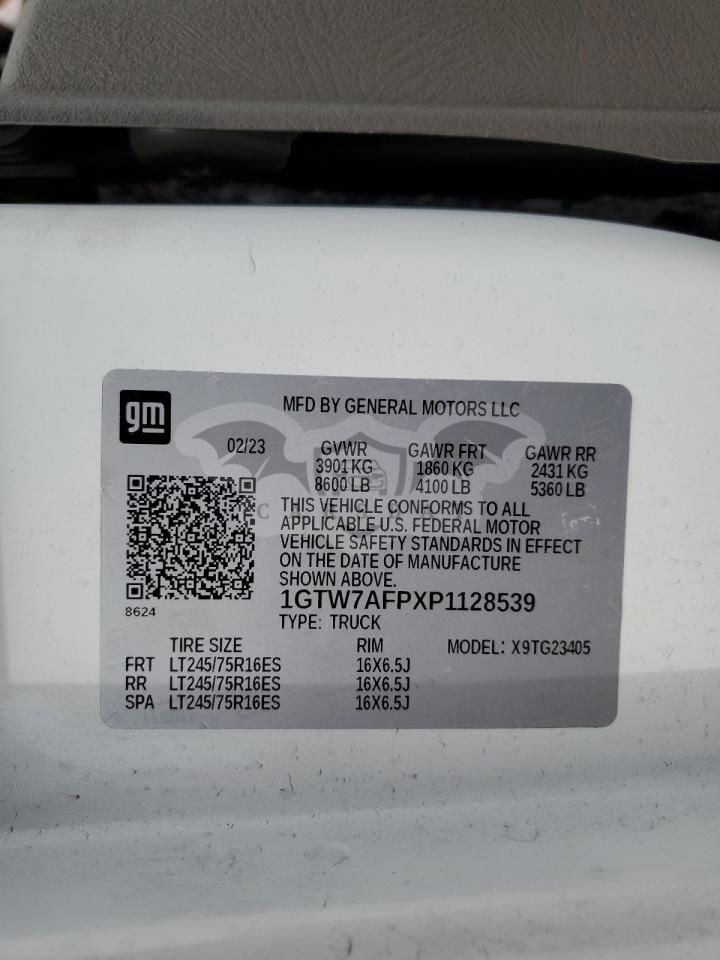 gm
MFD BY GENERAL MOTORS LLC
02/23 GVWR GAWR FRT GAWR RR
3901 KG 1860 KG 2431 KG
8600 LB 4100 LB 5360 LB
THIS VEHICLE CONFORMS TO ALL
APPLICABLE U.S. FEDERAL MOTOR
VEHICLE SAFETY STANDARDS IN EFFECT
ON THE DATE OF MANUFACTURE
SHOWN ABOVE.
8624
1GTW7AFPXP1128539
TYPE: TRUCK
TIRE SIZE RIM MODEL: X9TG23405
FRT LT245/75R16ES 16X6.5J
RR LT245/75R16ES 16X6.5J
SPA LT245/75R16ES 16X6.5J